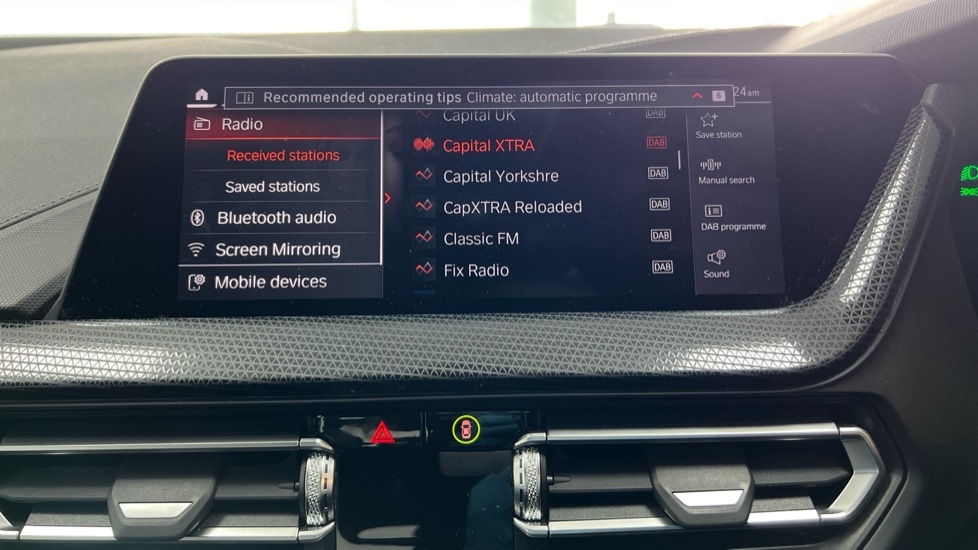 Recommended operating tips Climate: automatic programme 6
24 am
Radio
Received stations
Saved stations
Bluetooth audio
Screen Mirroring
Mobile devices
Capital UK DAB
Capital XTRA DAB
Capital Yorkshire DAB
CapXTRA Reloaded DAB
Classic FM DAB
Fix Radio DAB
Save station
Manual search
DAB programme
Sound